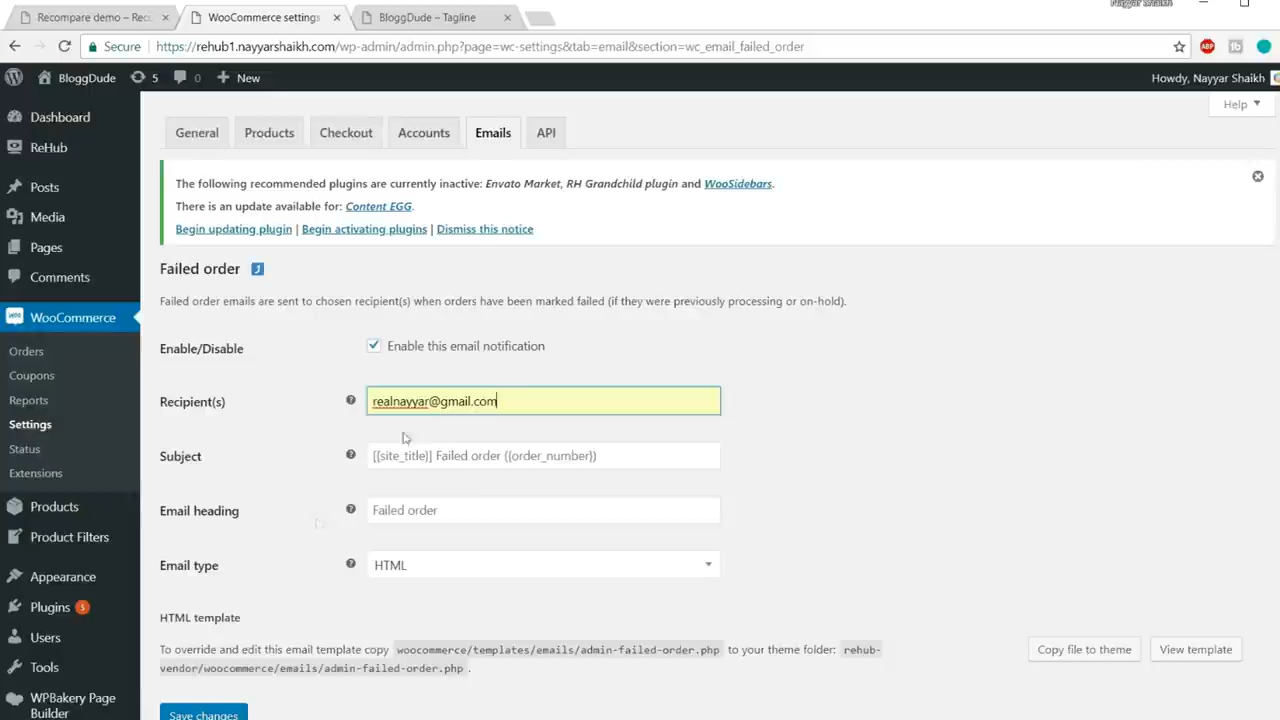 Nayyar Shaikh
Recompare demo – Reco
WooCommerce settings
BloggDude – Tagline
Secure
https://rehub1.nayyarshaikh.com/wp-admin/admin.php?page=wc-settings&tab=email&section=wc_email_failed_order
ABP
BloggDude 5 0 New
Howdy, Nayyar Shaikh
Help
Dashboard
ReHub
Posts
Media
Pages
Comments
WooCommerce
Orders
Coupons
Reports
Settings
Status
Extensions
Products
Product Filters
Appearance
Plugins 5
Users
Tools
WPBakery Page
Builder
General Products Checkout Accounts Emails API
The following recommended plugins are currently inactive: Envato Market, RH Grandchild plugin and WooSidebars.
There is an update available for: Content EGG.
Begin updating plugin | Begin activating plugins | Dismiss this notice
Failed order
Failed order emails are sent to chosen recipient(s) when orders have been marked failed (if they were previously processing or on-hold).
Enable/Disable
Enable this email notification
Recipient(s)
realnayyar@gmail.com
Subject
[{site_title}] Failed order ({order_number})
Email heading
Failed order
Email type
HTML
HTML template
To override and edit this email template copy woocommerce/templates/emails/admin-failed-order.php to your theme folder: rehub-
vendor/woocommerce/emails/admin-failed-order.php.
Copy file to theme
View template
Save changes